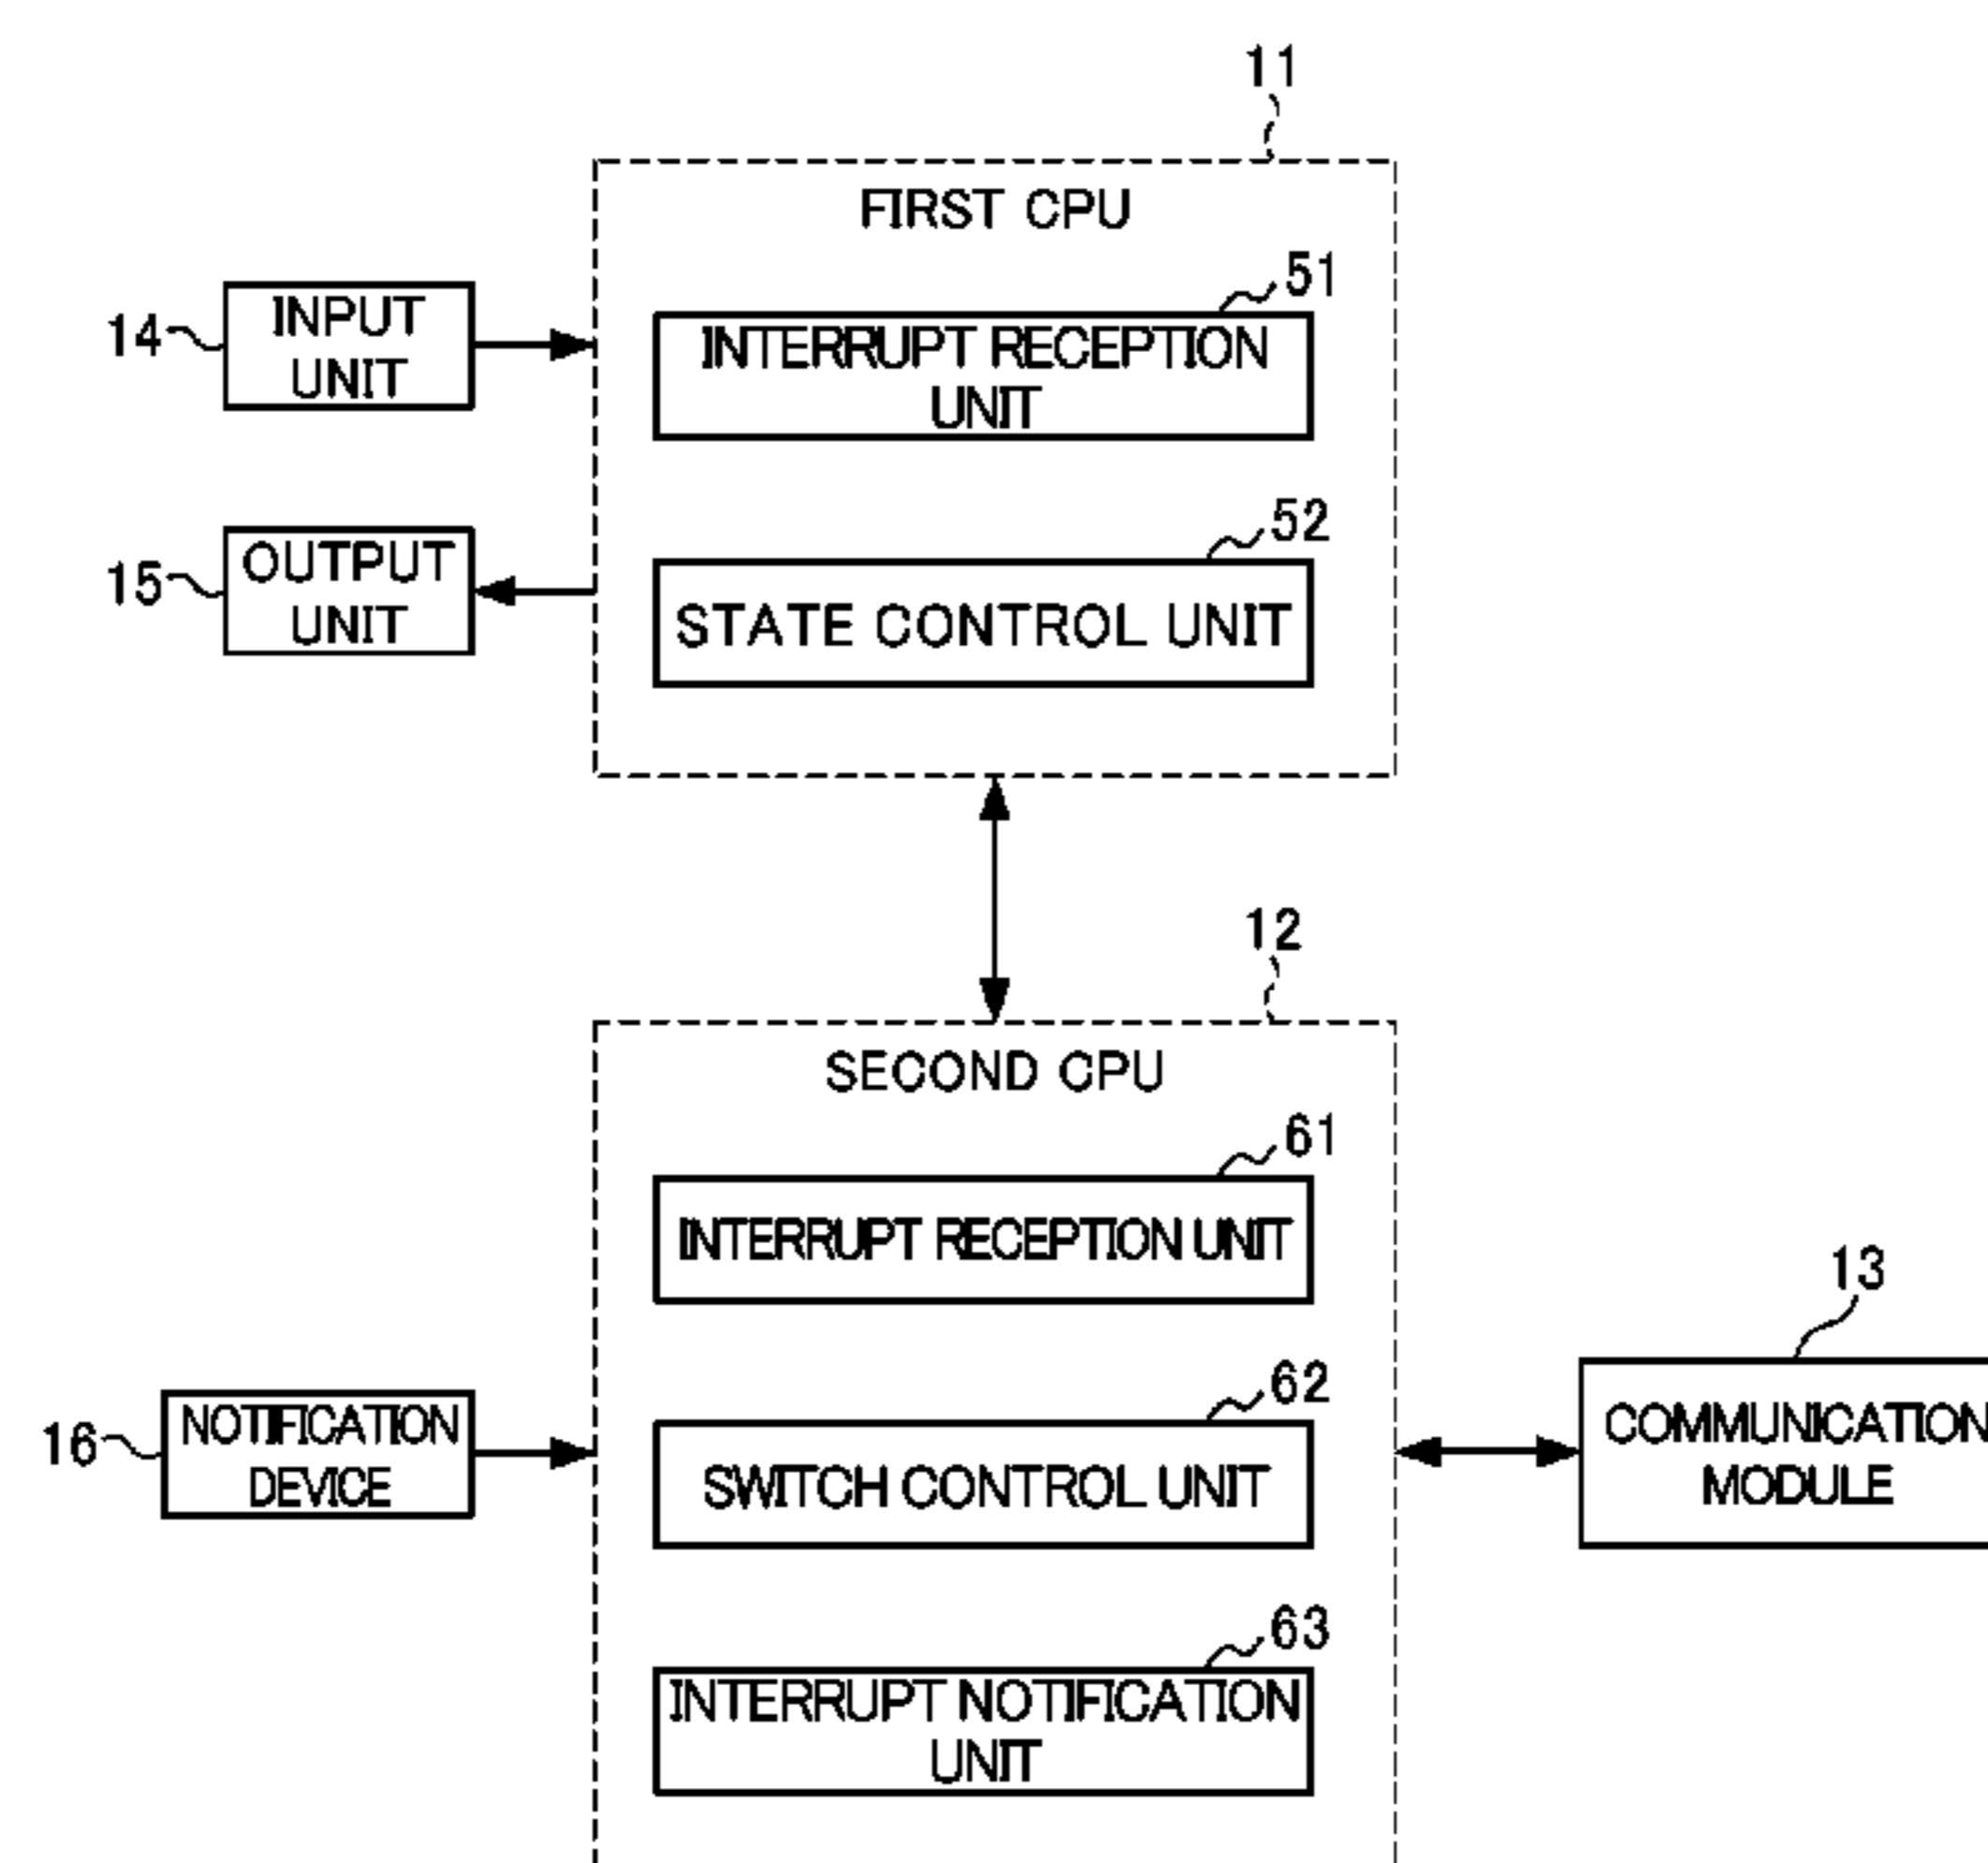 11
FIRST CPU
51
INTERRUPT RECEPTION
UNIT
14
INPUT
UNIT
52
STATE CONTROL UNIT
15
OUTPUT
UNIT
12
SECOND CPU
61
INTERRUPT RECEPTION UNIT
13
COMMUNICATION
MODULE
62
SWITCH CONTROL UNIT
16
NOTIFICATION
DEVICE
63
INTERRUPT NOTIFICATION
UNIT